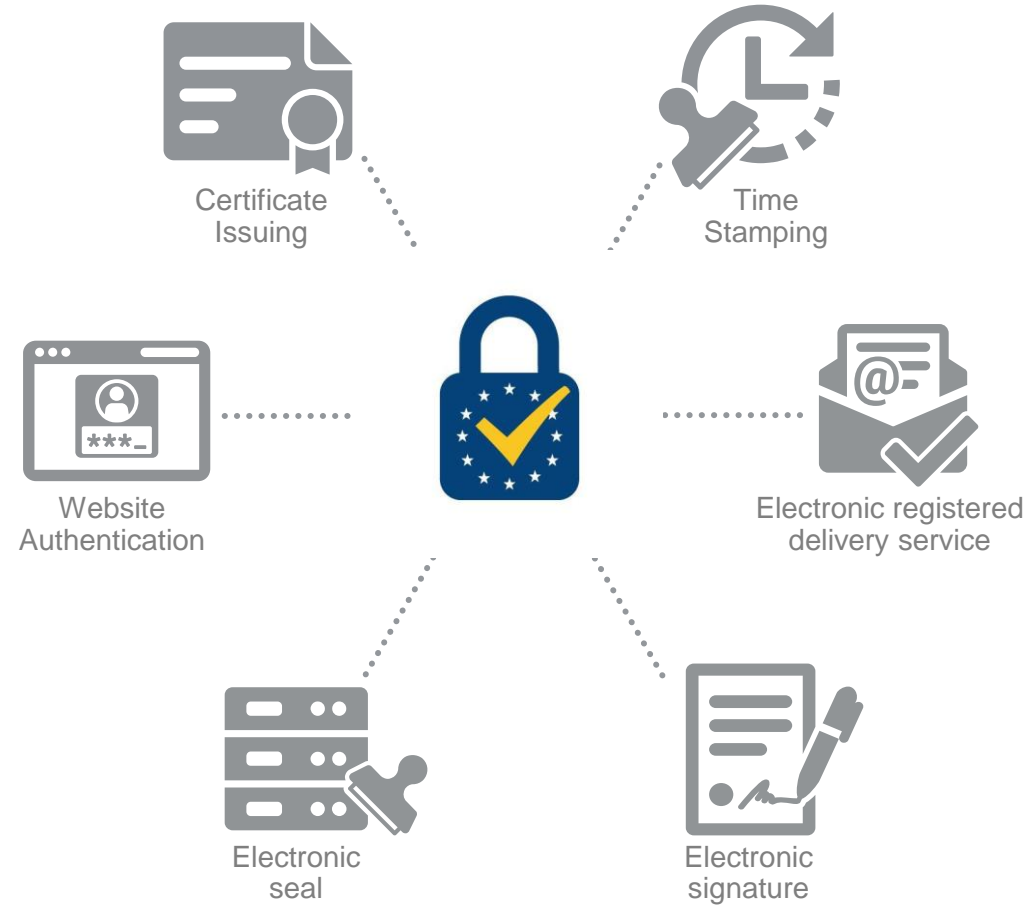 Certificate
Issuing
Time
Stamping
@
***_
Website
Authentication
Electronic registered
delivery service
Electronic
seal
Electronic
signature